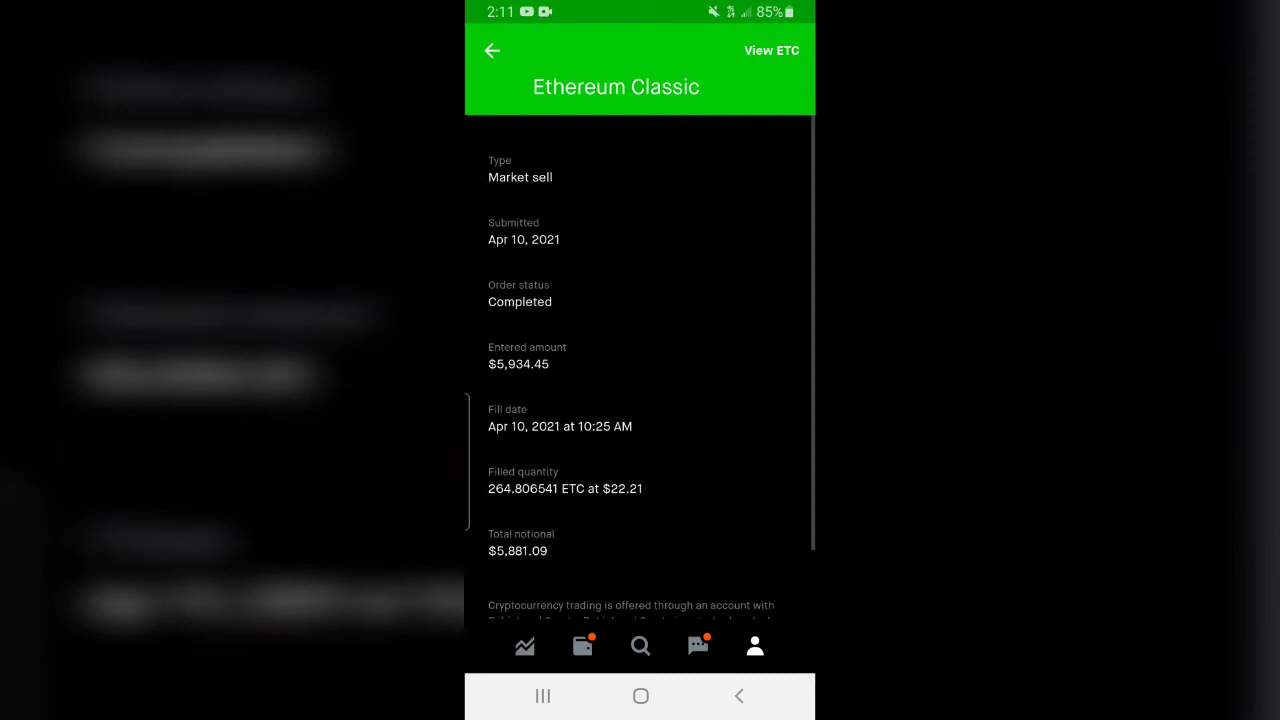 2:11 85%
View ETC
Ethereum Classic
Type
Market sell
Submitted
Apr 10, 2021
Order status
Completed
Entered amount
$5,934.45
Fill date
Apr 10, 2021 at 10:25 AM
Filled quantity
264.806541 ETC at $22.21
Total notional
$5,881.09
Cryptocurrency trading is offered through an account with